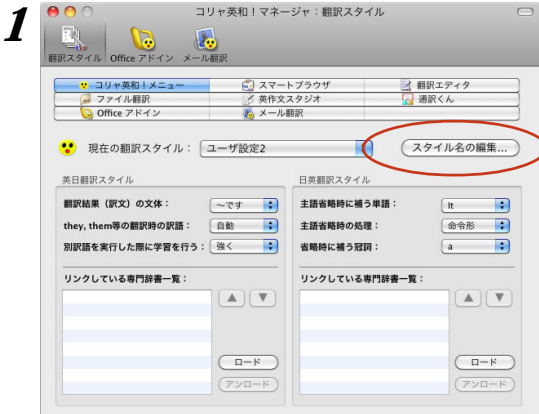 1
コリャ英和！マネージャ：翻訳スタイル
翻訳スタイル Office アドイン メール翻訳
コリャ英和！メニュー スマートブラウザ 翻訳エディタ
ファイル翻訳 英作文スタジオ 通訳くん
Office アドイン メール翻訳
現在の翻訳スタイル： ユーザ設定2 スタイル名の編集...
英日翻訳スタイル 日英翻訳スタイル
翻訳結果（訳文）の文体： ～です 主語省略時に補う単語： It
they, them等の翻訳時の訳語： 自動 主語省略時の処理： 命令形
別訳語を実行した際に学習を行う： 強く 省略時に補う冠詞： a
リンクしている専門辞書一覧： リンクしている専門辞書一覧：
ロード ロード
アンロード アンロード